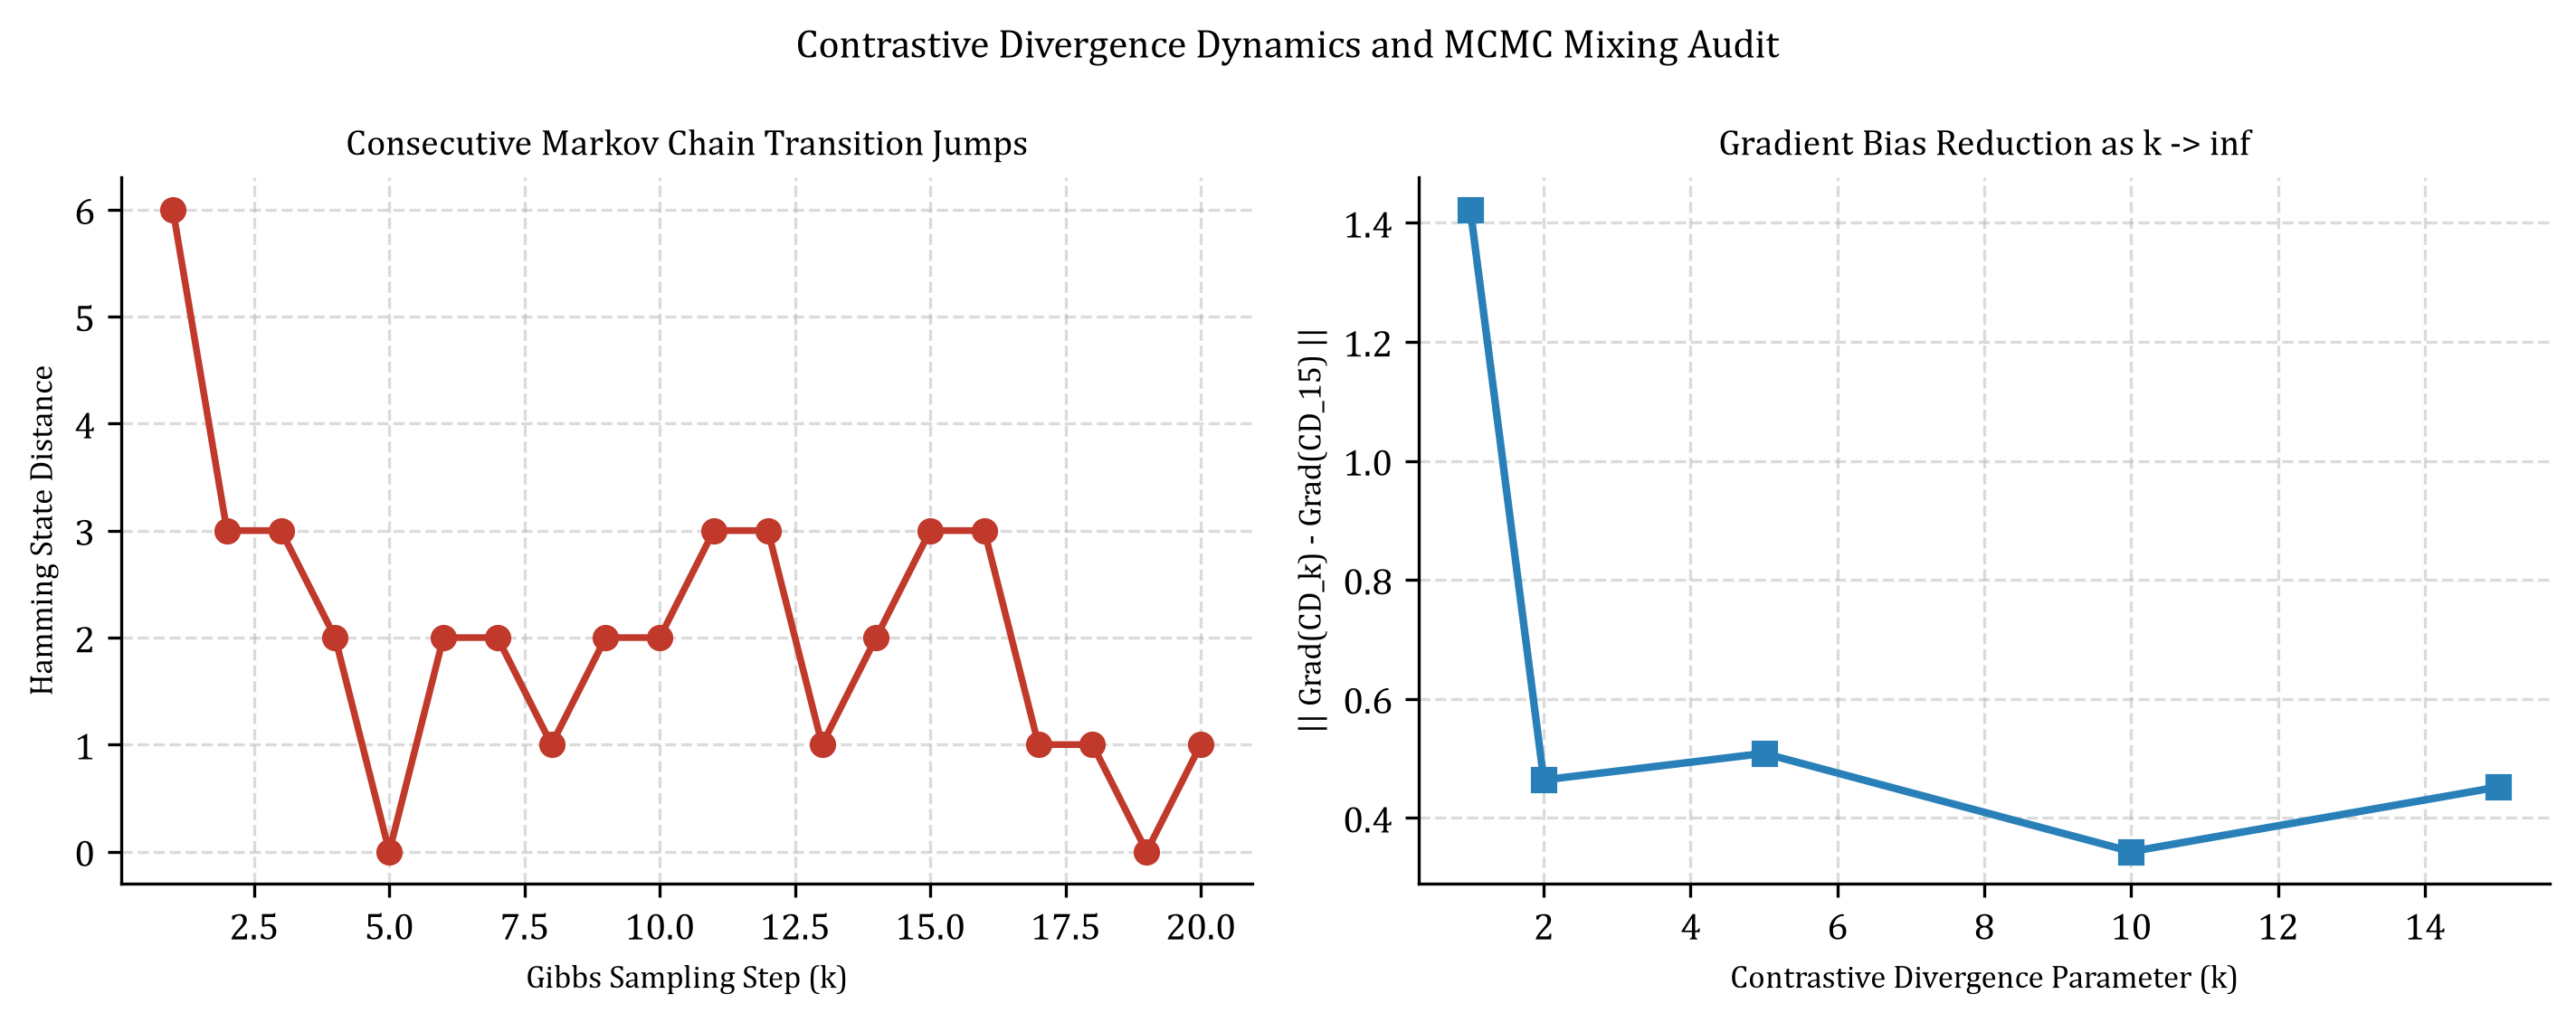 Contrastive Divergence Dynamics and MCMC Mixing Audit
Consecutive Markov Chain Transition Jumps
Hamming State Distance
6
5
4
3
2
1
0
2.5 5.0 7.5 10.0 12.5 15.0 17.5 20.0
Gibbs Sampling Step (k)
Gradient Bias Reduction as k -> inf
|| Grad(CD_k) - Grad(CD_15) ||
1.4
1.2
1.0
0.8
0.6
0.4
2 4 6 8 10 12 14
Contrastive Divergence Parameter (k)